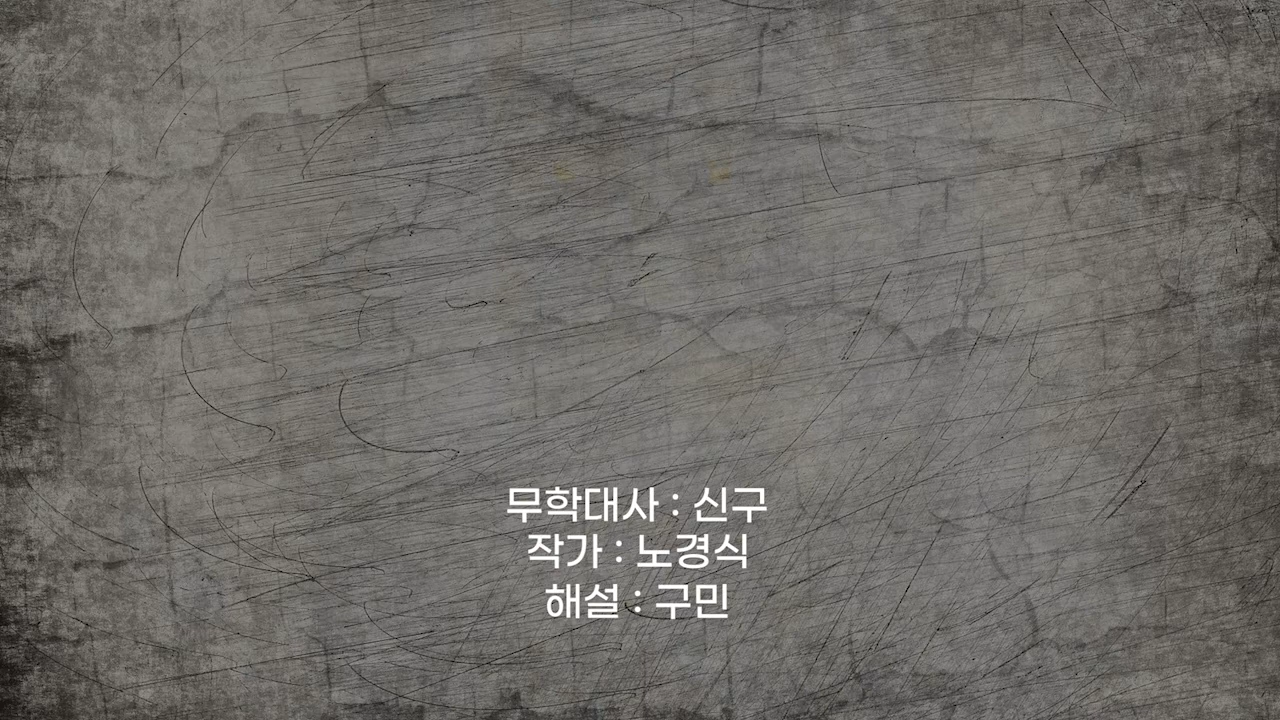 무학대사 : 신구
작가 : 노경식
해설 : 구민